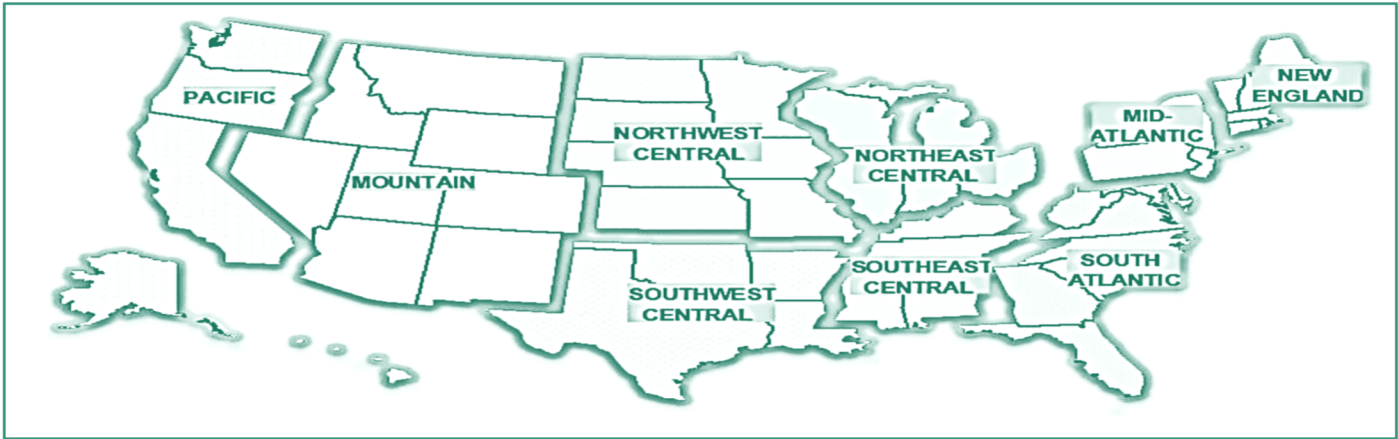 PACIFIC
MOUNTAIN
NORTHWEST
CENTRAL
SOUTHWEST
CENTRAL
NORTHEAST
CENTRAL
SOUTHEAST
CENTRAL
MID-
ATLANTIC
SOUTH
ATLANTIC
NEW
ENGLAND